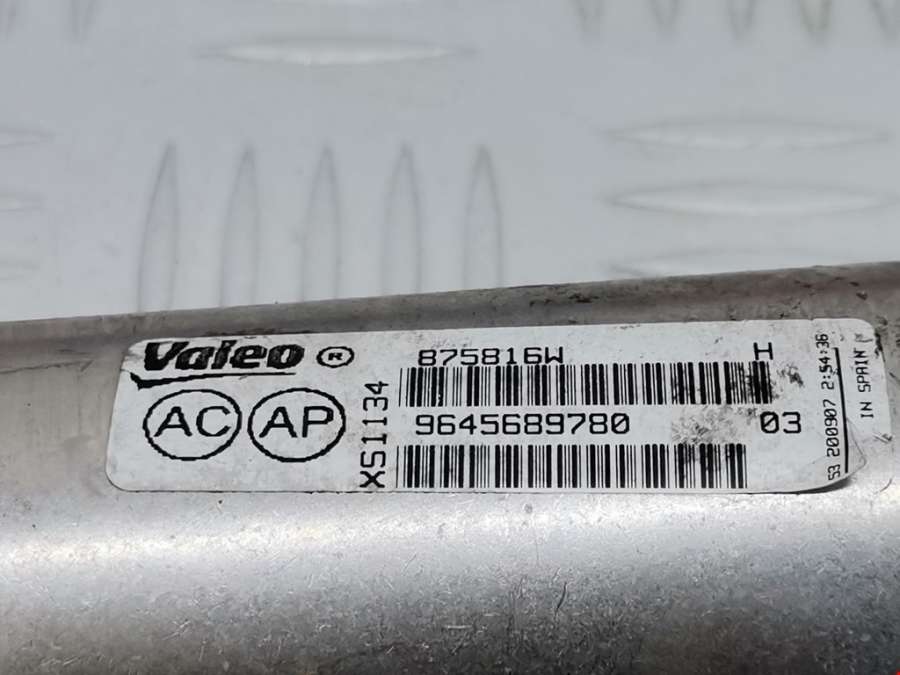 Valeo ®
AC AP
XS1134
875816W H
9645689780 03
S3 200907 2:54:36
IN SPAIN